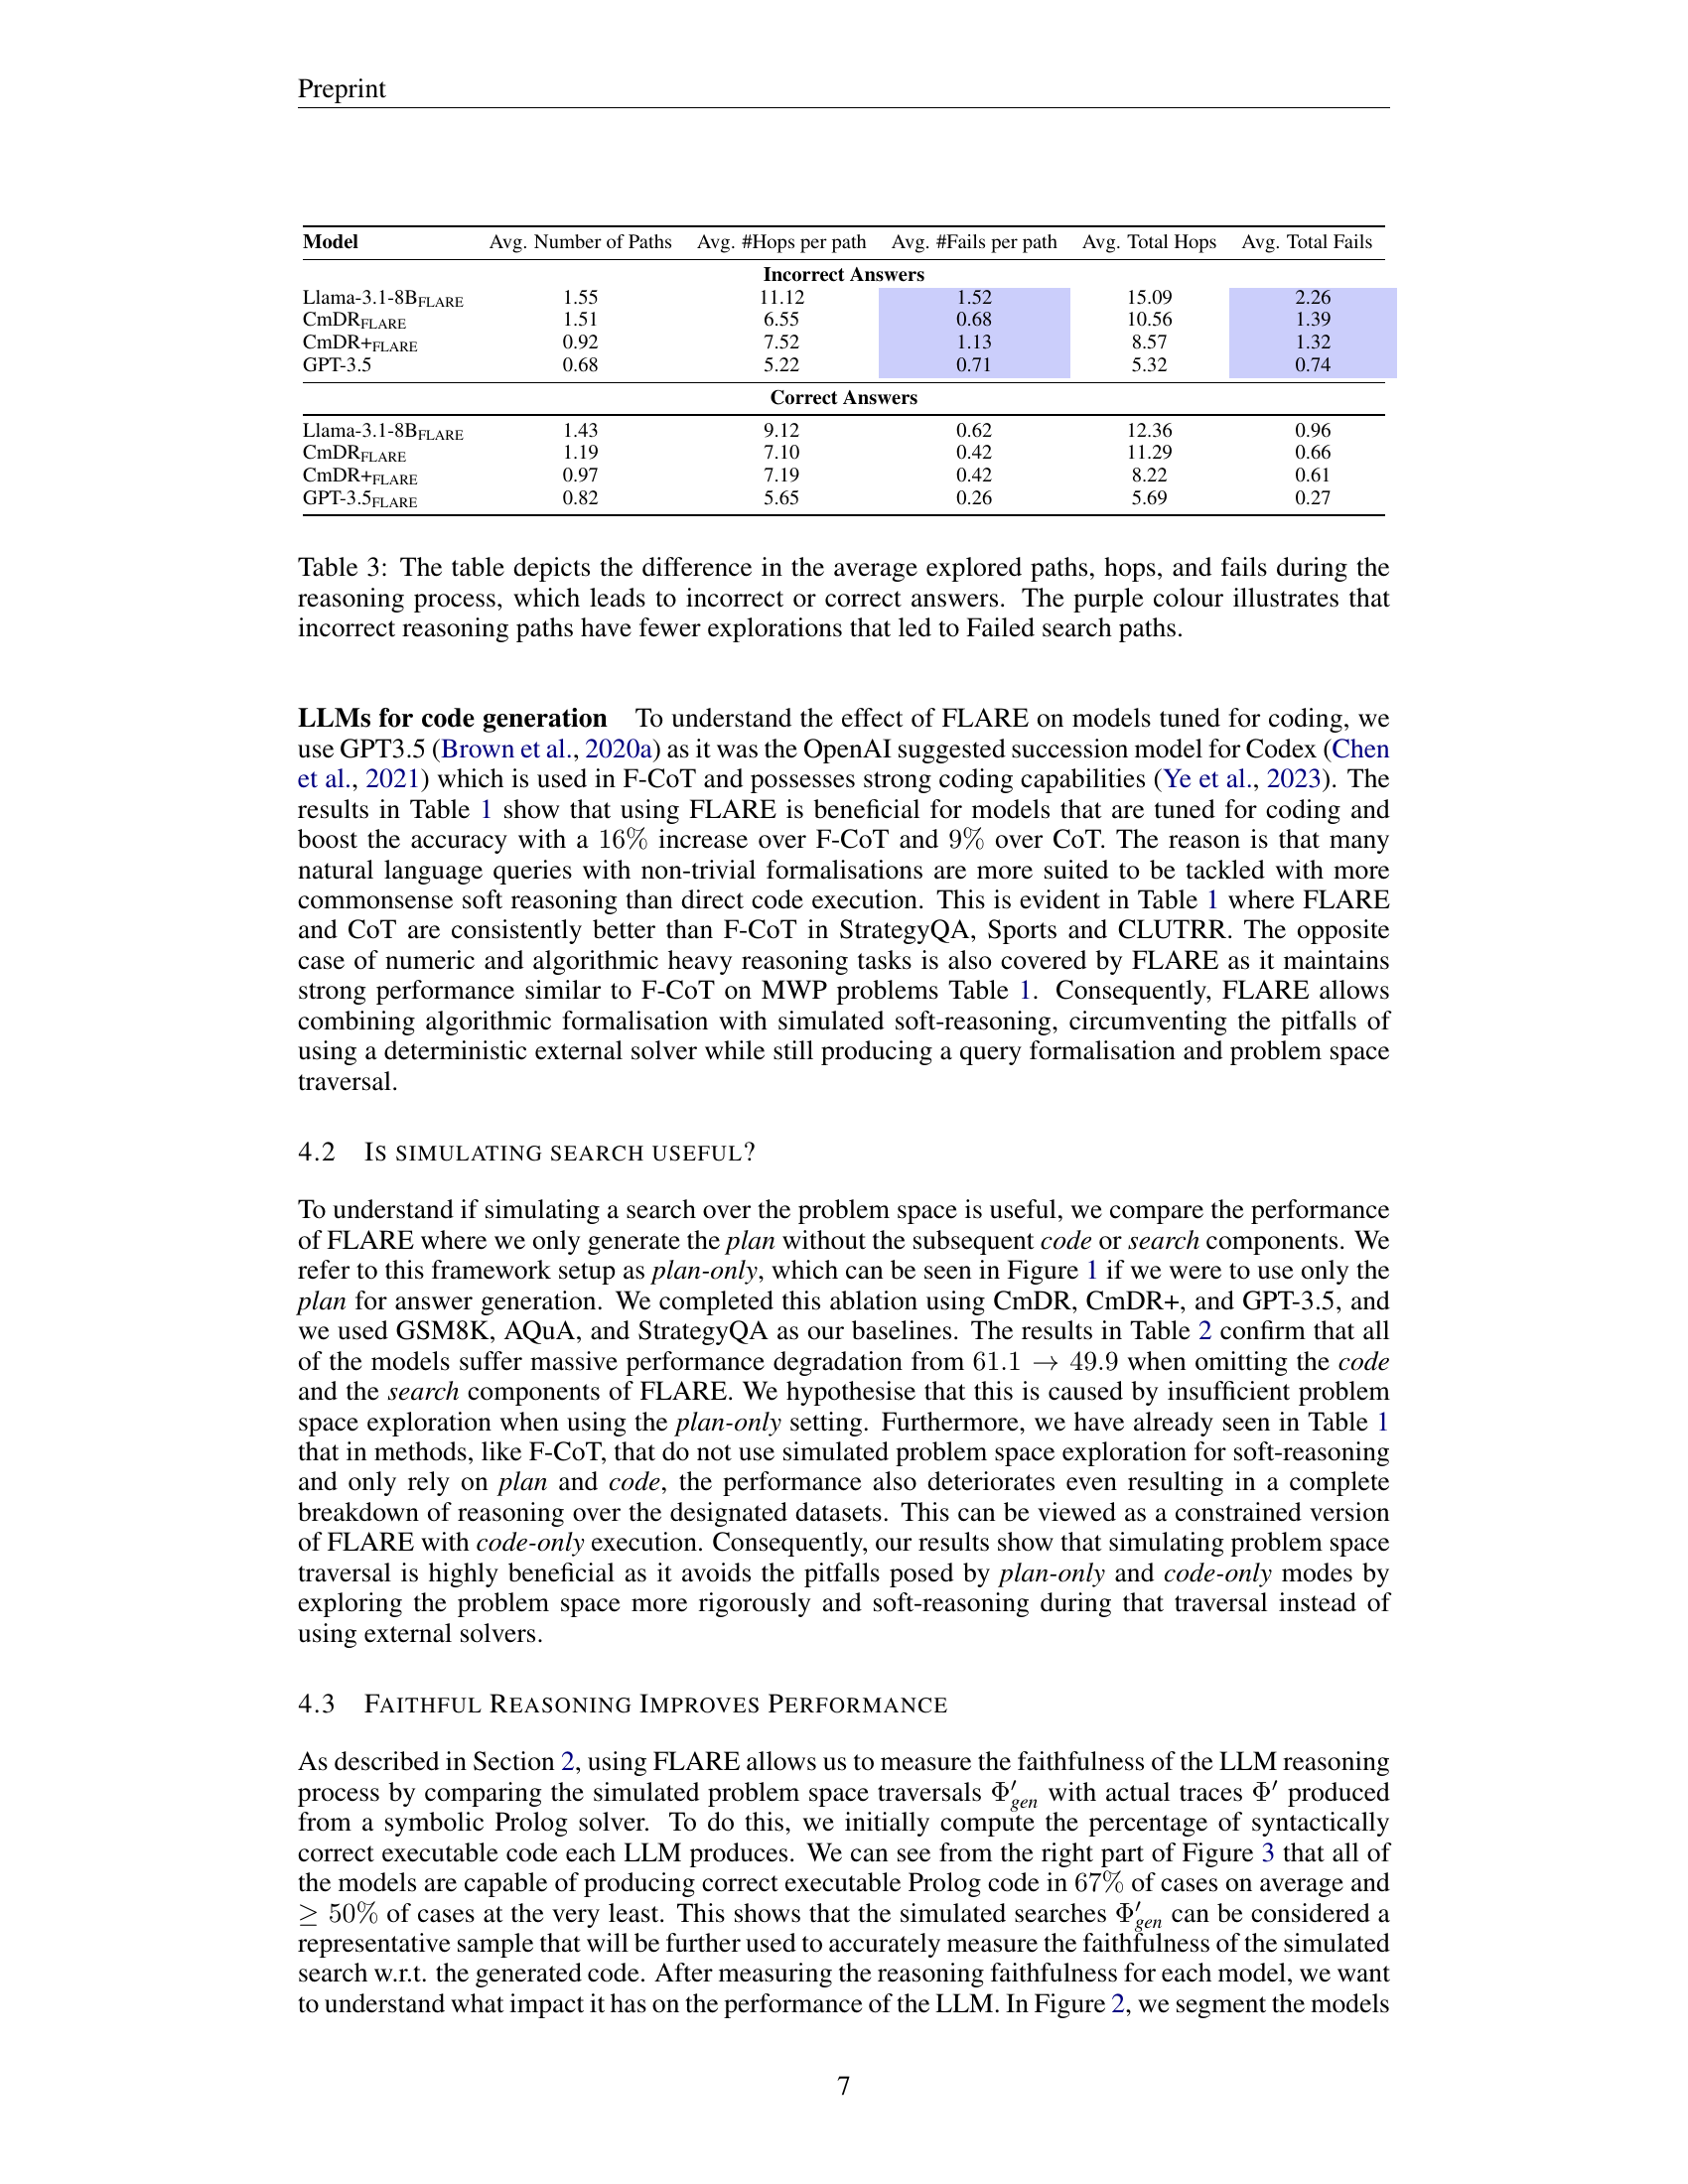 Preprint
Model Avg. Number of Paths Avg. #Hops per path Avg. #Fails per path Avg. Total Hops Avg. Total Fails
Incorrect Answers
Llama-3.1-8BFLARE 1.55 11.12 1.52 15.09 2.26
CmDRFLARE 1.51 6.55 0.68 10.56 1.39
CmDR+FLARE 0.92 7.52 1.13 8.57 1.32
GPT-3.5 0.68 5.22 0.71 5.32 0.74
Correct Answers
Llama-3.1-8BFLARE 1.43 9.12 0.62 12.36 0.96
CmDRFLARE 1.19 7.10 0.42 11.29 0.66
CmDR+FLARE 0.97 7.19 0.42 8.22 0.61
GPT-3.5FLARE 0.82 5.65 0.26 5.69 0.27
Table 3: The table depicts the difference in the average explored paths, hops, and fails during the
reasoning process, which leads to incorrect or correct answers. The purple colour illustrates that
incorrect reasoning paths have fewer explorations that led to Failed search paths.
LLMs for code generation To understand the effect of FLARE on models tuned for coding, we
use GPT3.5 (Brown et al., 2020a) as it was the OpenAI suggested succession model for Codex (Chen
et al., 2021) which is used in F-CoT and possesses strong coding capabilities (Ye et al., 2023). The
results in Table 1 show that using FLARE is beneficial for models that are tuned for coding and
boost the accuracy with a 16% increase over F-CoT and 9% over CoT. The reason is that many
natural language queries with non-trivial formalisations are more suited to be tackled with more
commonsense soft reasoning than direct code execution. This is evident in Table 1 where FLARE
and CoT are consistently better than F-CoT in StrategyQA, Sports and CLUTRR. The opposite
case of numeric and algorithmic heavy reasoning tasks is also covered by FLARE as it maintains
strong performance similar to F-CoT on MWP problems Table 1. Consequently, FLARE allows
combining algorithmic formalisation with simulated soft-reasoning, circumventing the pitfalls of
using a deterministic external solver while still producing a query formalisation and problem space
traversal.
4.2 IS SIMULATING SEARCH USEFUL?
To understand if simulating a search over the problem space is useful, we compare the performance
of FLARE where we only generate the plan without the subsequent code or search components. We
refer to this framework setup as plan-only, which can be seen in Figure 1 if we were to use only the
plan for answer generation. We completed this ablation using CmDR, CmDR+, and GPT-3.5, and
we used GSM8K, AQuA, and StrategyQA as our baselines. The results in Table 2 confirm that all
of the models suffer massive performance degradation from 61.1 → 49.9 when omitting the code
and the search components of FLARE. We hypothesise that this is caused by insufficient problem
space exploration when using the plan-only setting. Furthermore, we have already seen in Table 1
that in methods, like F-CoT, that do not use simulated problem space exploration for soft-reasoning
and only rely on plan and code, the performance also deteriorates even resulting in a complete
breakdown of reasoning over the designated datasets. This can be viewed as a constrained version
of FLARE with code-only execution. Consequently, our results show that simulating problem space
traversal is highly beneficial as it avoids the pitfalls posed by plan-only and code-only modes by
exploring the problem space more rigorously and soft-reasoning during that traversal instead of
using external solvers.
4.3 FAITHFUL REASONING IMPROVES PERFORMANCE
As described in Section 2, using FLARE allows us to measure the faithfulness of the LLM reasoning
process by comparing the simulated problem space traversals Φ′gen with actual traces Φ′ produced
from a symbolic Prolog solver. To do this, we initially compute the percentage of syntactically
correct executable code each LLM produces. We can see from the right part of Figure 3 that all of
the models are capable of producing correct executable Prolog code in 67% of cases on average and
≥ 50% of cases at the very least. This shows that the simulated searches Φ′gen can be considered a
representative sample that will be further used to accurately measure the faithfulness of the simulated
search w.r.t. the generated code. After measuring the reasoning faithfulness for each model, we want
to understand what impact it has on the performance of the LLM. In Figure 2, we segment the models
7